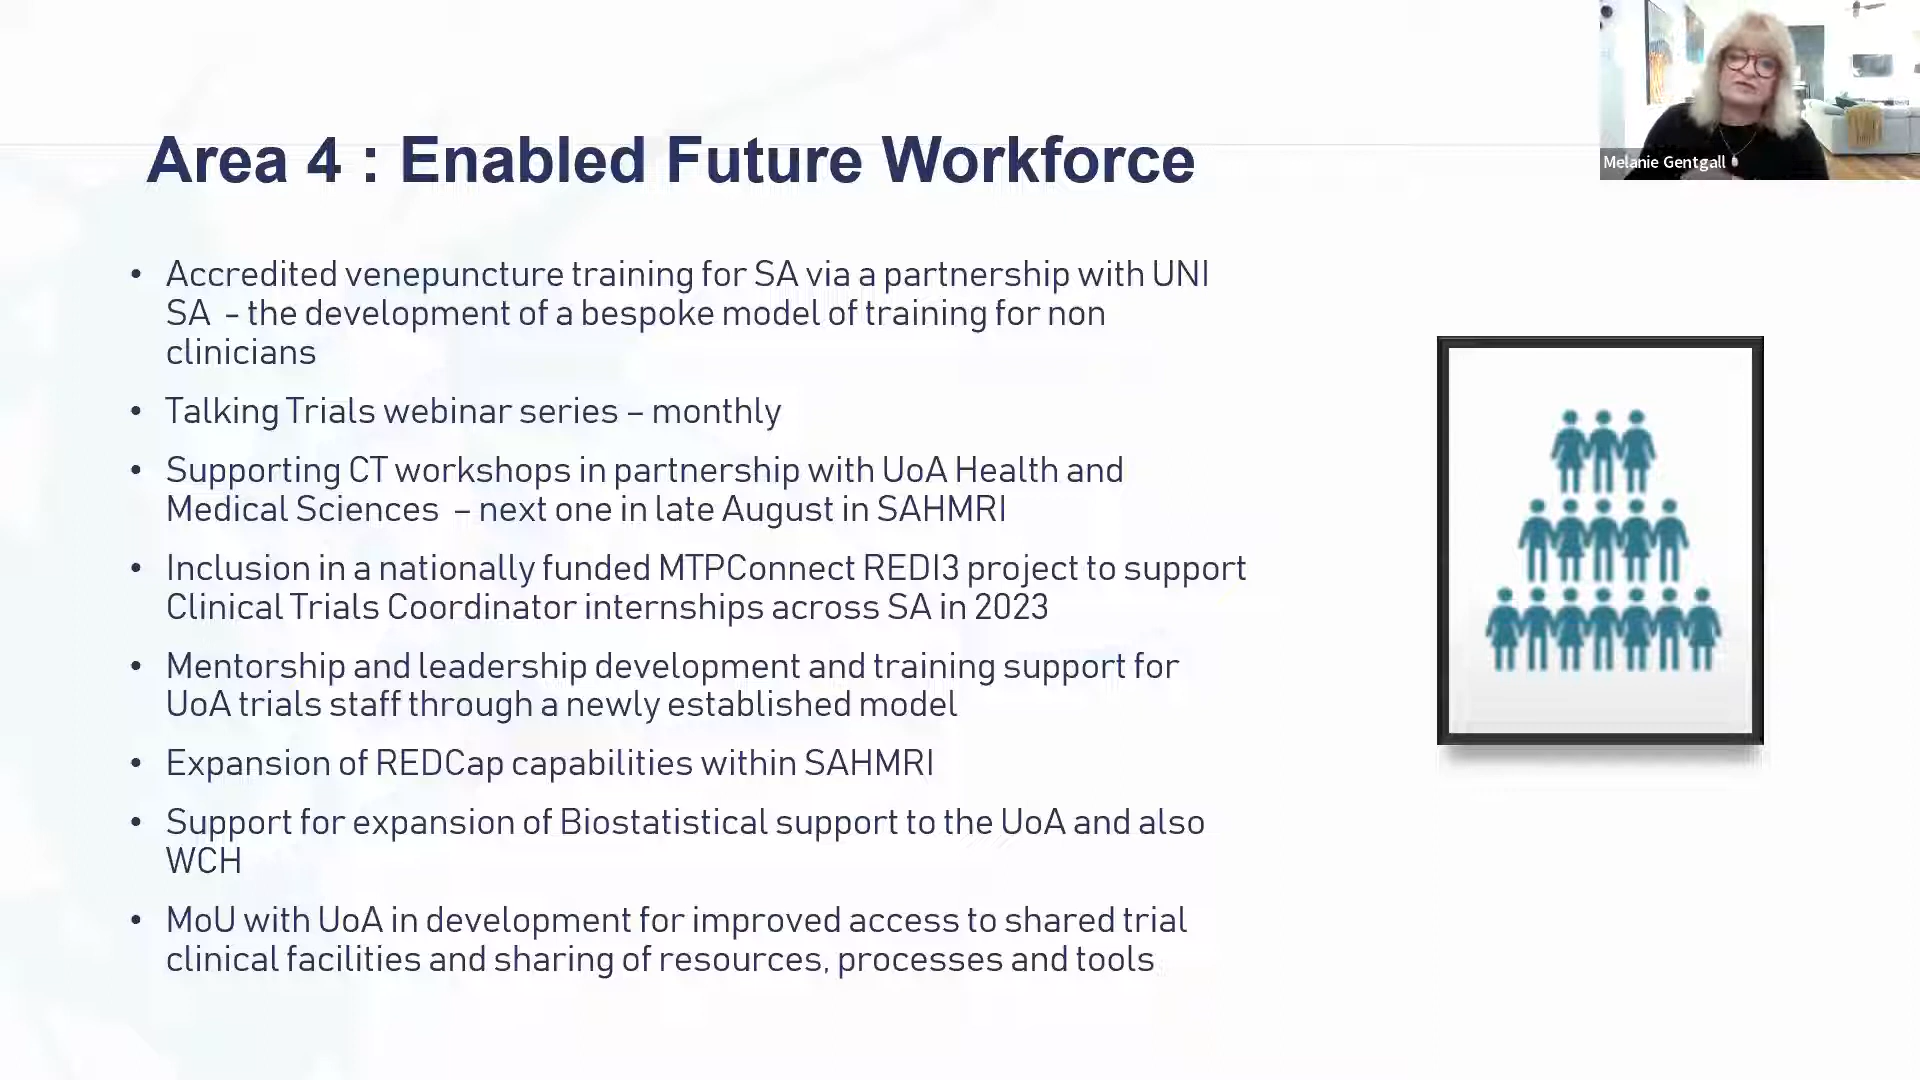 Melanie Gentgall
Area 4 : Enabled Future Workforce
• Accredited venepuncture training for SA via a partnership with UNI
SA - the development of a bespoke model of training for non
clinicians
• Talking Trials webinar series – monthly
• Supporting CT workshops in partnership with UoA Health and
Medical Sciences – next one in late August in SAHMRI
• Inclusion in a nationally funded MTPConnect REDI3 project to support
Clinical Trials Coordinator internships across SA in 2023
• Mentorship and leadership development and training support for
UoA trials staff through a newly established model
• Expansion of REDCap capabilities within SAHMRI
• Support for expansion of Biostatistical support to the UoA and also
WCH
• MoU with UoA in development for improved access to shared trial
clinical facilities and sharing of resources, processes and tools